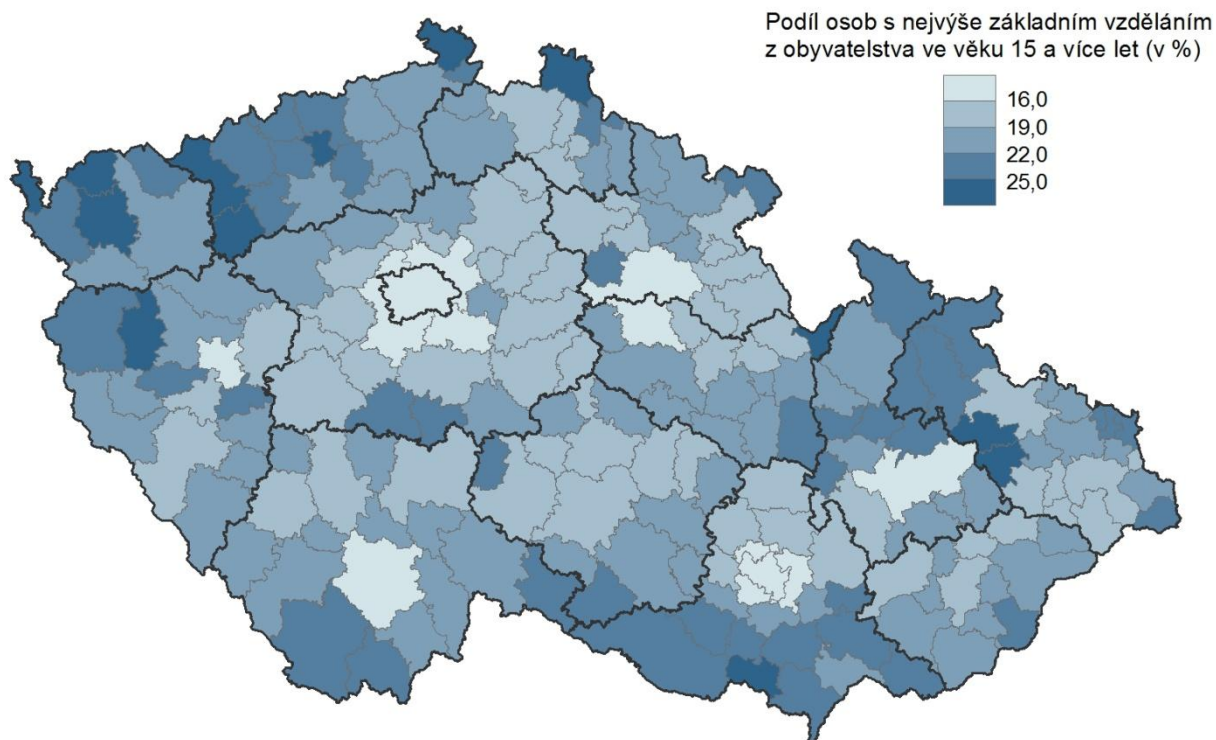 Podíl osob s nejvýše základním vzděláním
z obyvatelstva ve věku 15 a více let (v %)
16,0
19,0
22,0
25,0